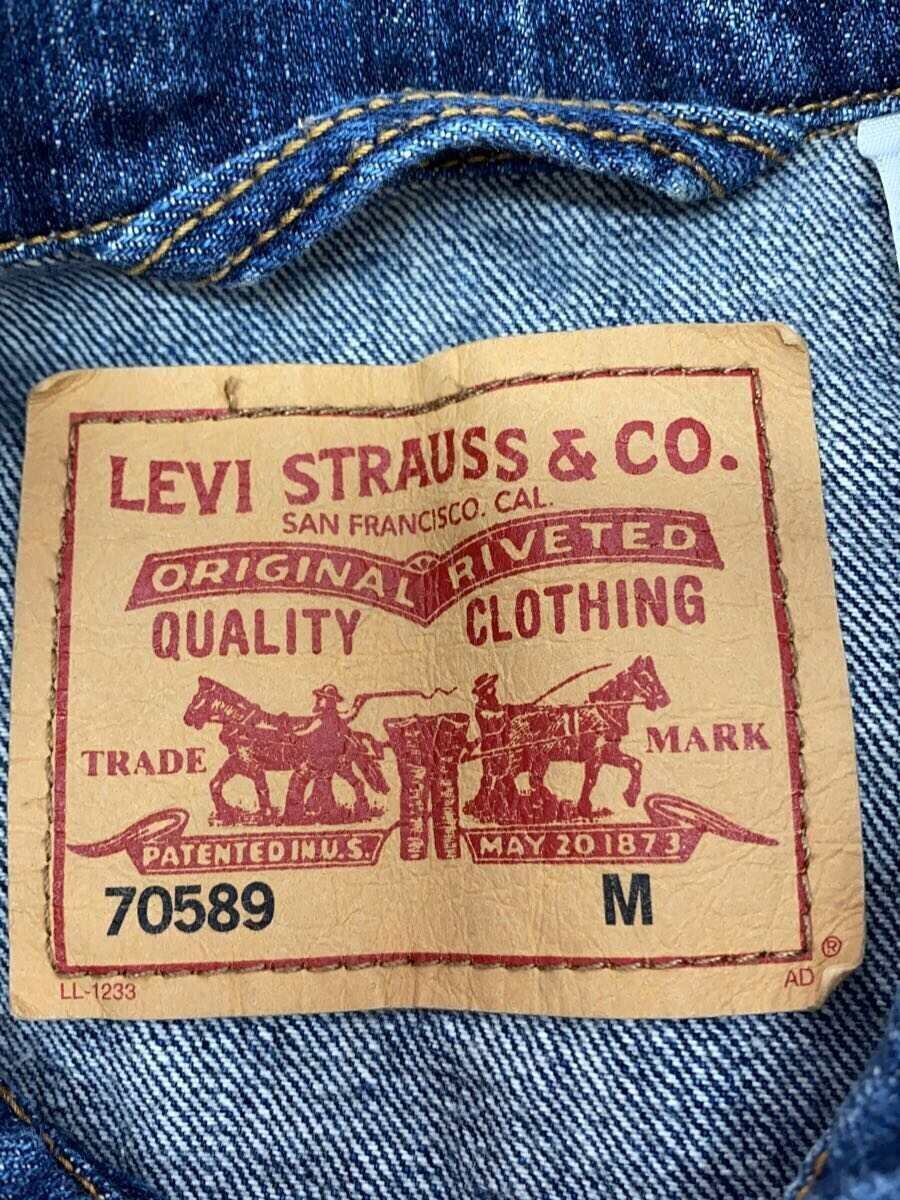 LEVI STRAUSS & CO.
SAN FRANCISCO. CAL.
ORIGINAL RIVETED
QUALITY CLOTHING
TRADE MARK
PATENTED IN U.S. MAY 20 1873
70589 M
LL-1233 AD ®